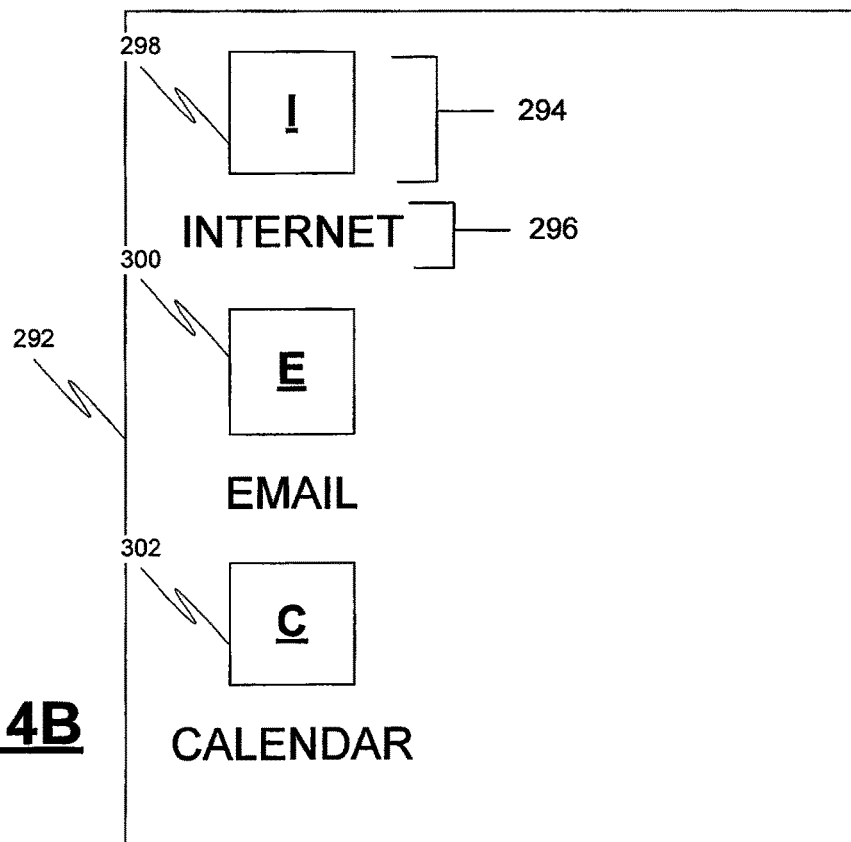 298
I
294
INTERNET
296
300
292
E
EMAIL
302
C
4B
CALENDAR